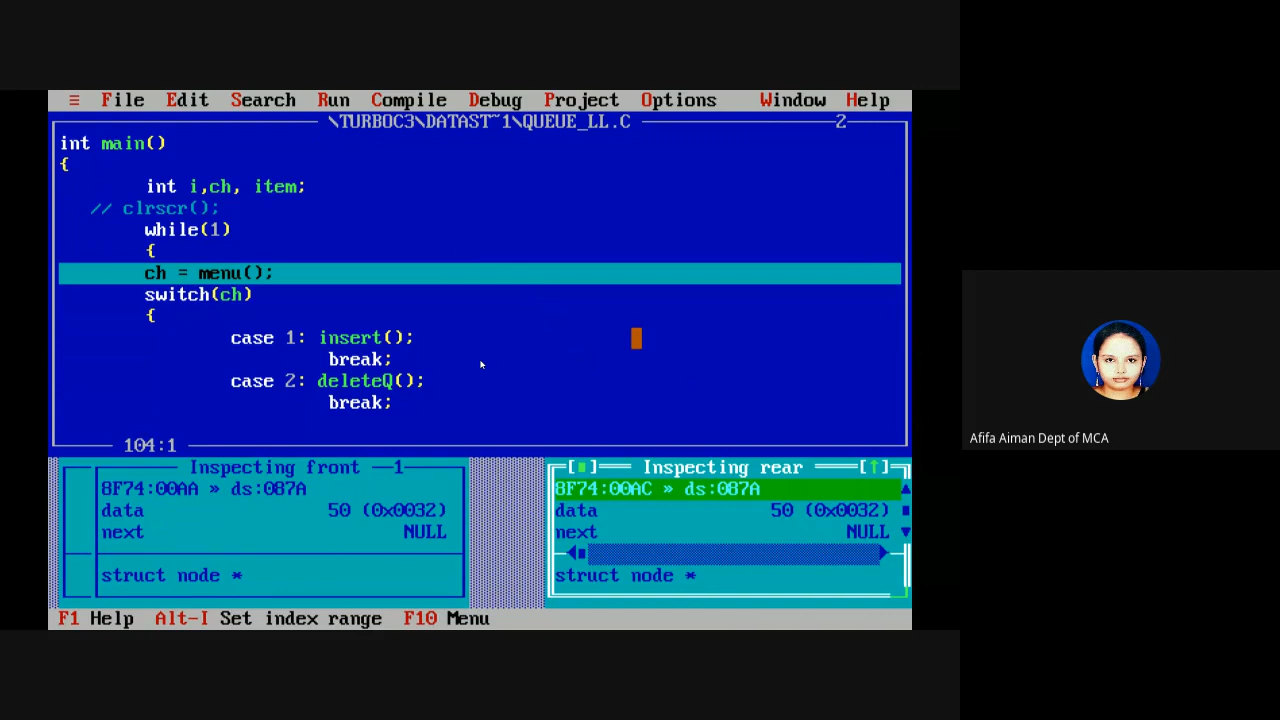 ≡ File Edit Search Run Compile Debug Project Options Window Help
\TURBOC3\DATAST~1\QUEUE_LL.C 2
int main()
{
int i,ch, item;
// clrscr();
while(1)
{
ch = menu();
switch(ch)
{
case 1: insert();
break;
case 2: deleteQ();
break;
104:1
Inspecting front 1
8F74:00AA » ds:087A
data 50 (0x0032)
next NULL
struct node *
[■] Inspecting rear [↑]
8F74:00AC » ds:087A
data 50 (0x0032)
next NULL
struct node *
F1 Help Alt-I Set index range F10 Menu
Afifa Aiman Dept of MCA